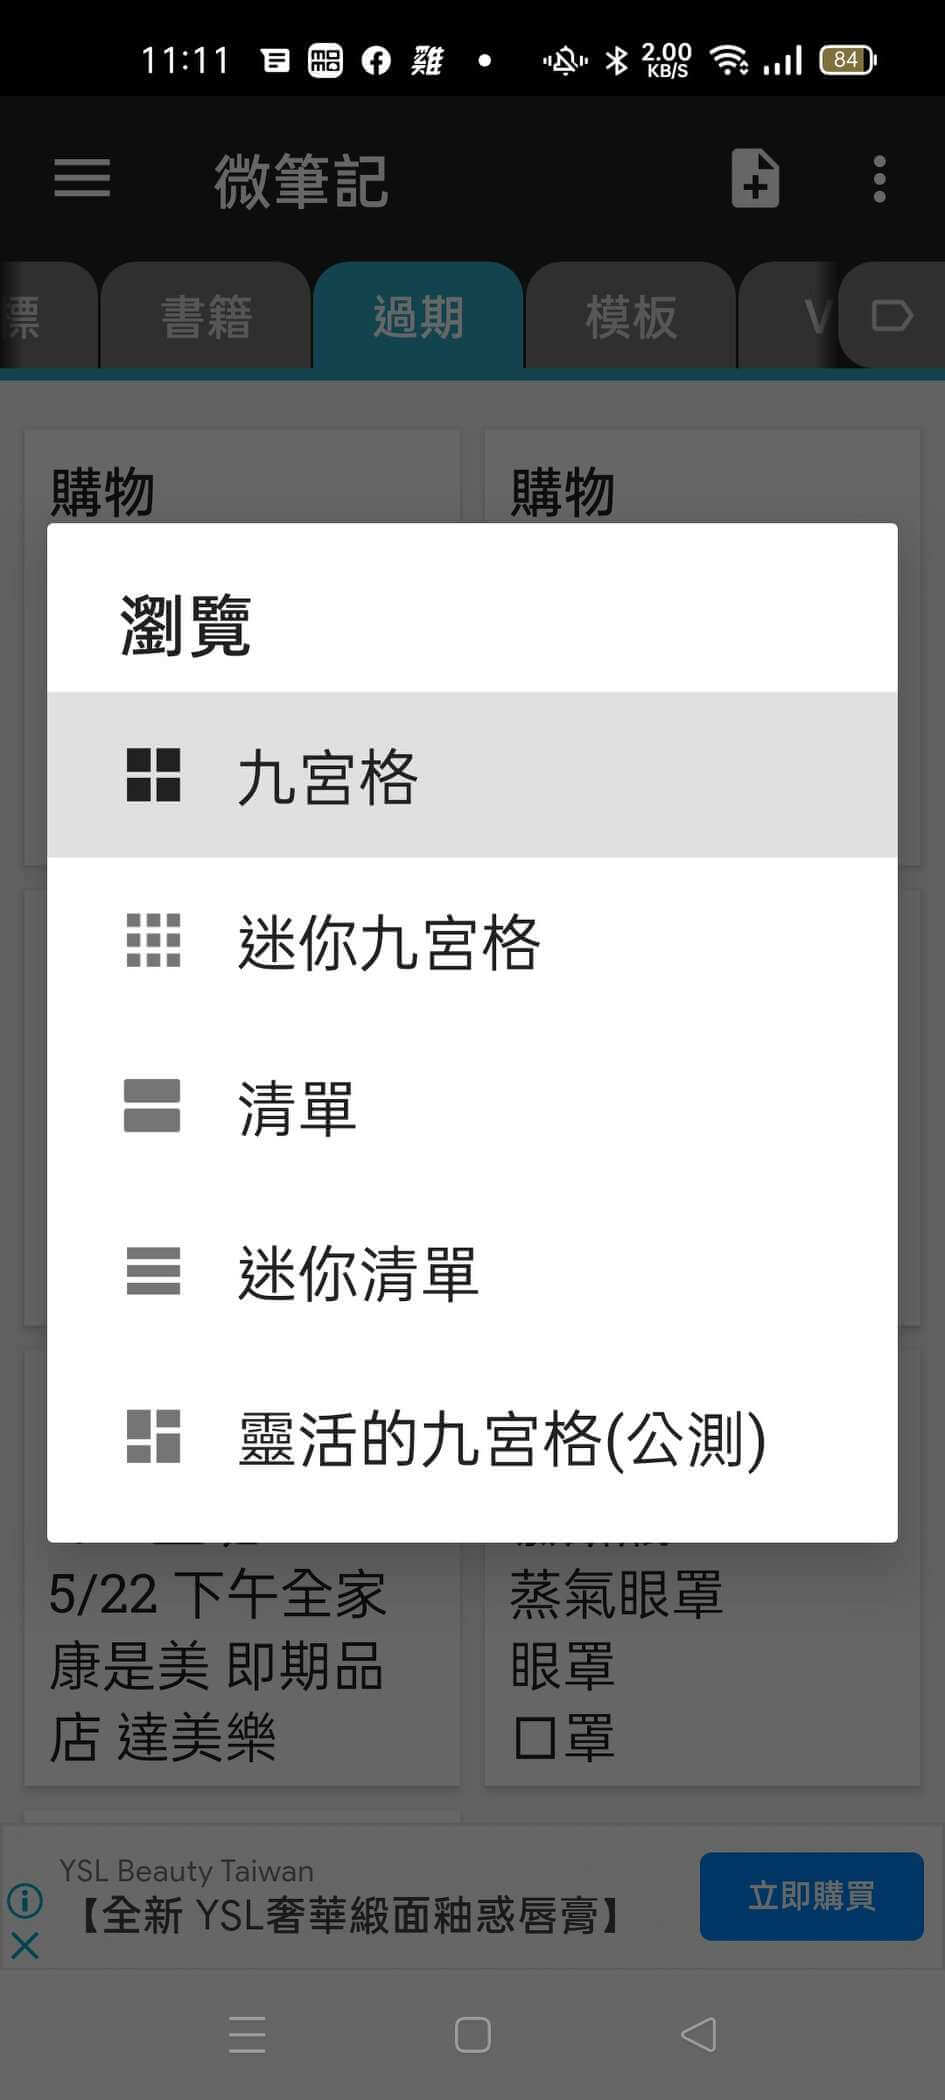 11:11 雞 2.00 KB/S 84
微筆記
標 書籍 過期 模板 V
購物 購物
瀏覽
九宮格
迷你九宮格
清單
迷你清單
靈活的九宮格(公測)
5/22 下午全家
康是美 即期品
店 達美樂
蒸氣眼罩
眼罩
口罩
YSL Beauty Taiwan
【全新 YSL奢華緞面釉惑唇膏】
立即購買